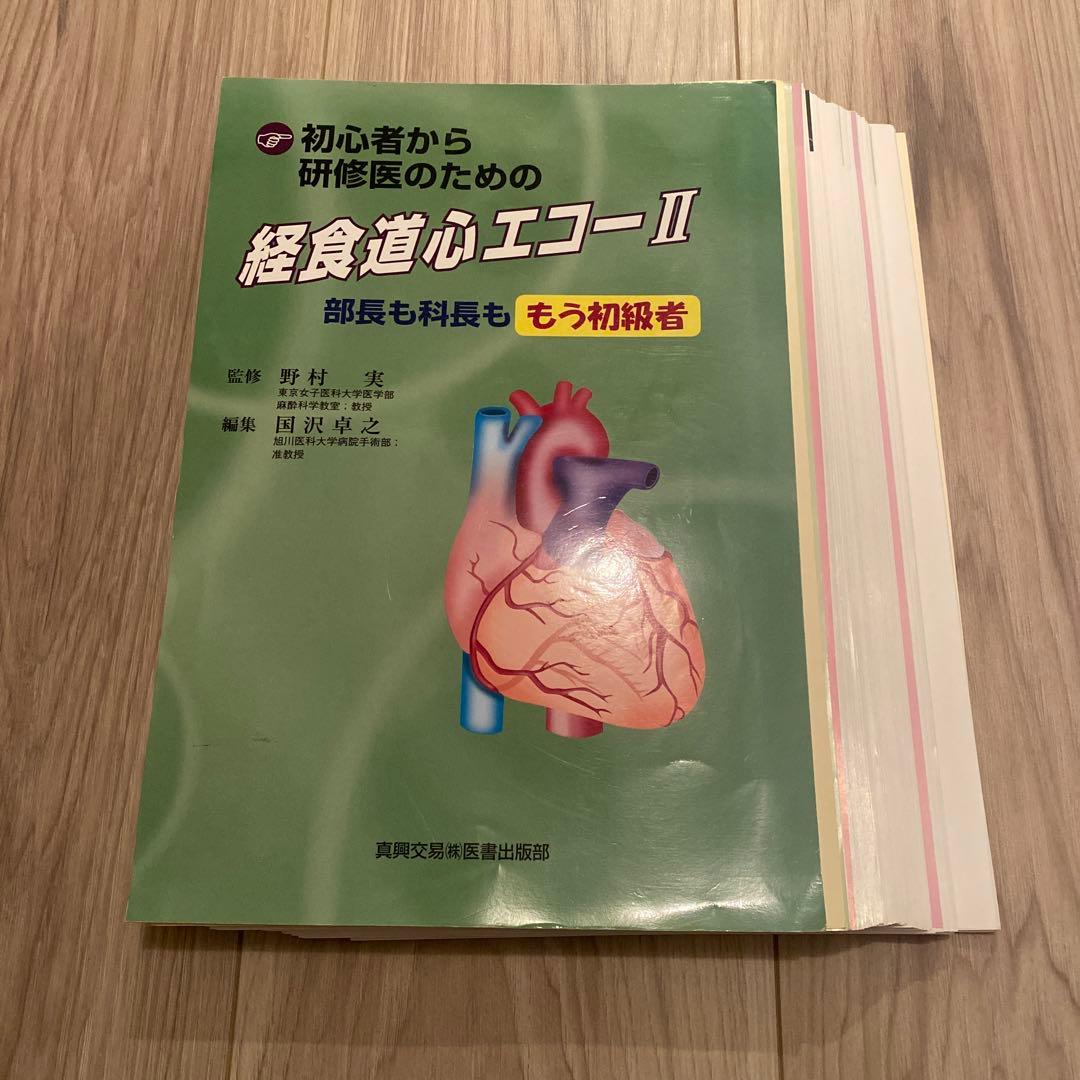 初心者から
研修医のための
経食道心エコーII
部長も科長も もう初級者
監修 野村 実
東京女子医科大学医学部
麻酔科学教室；教授
編集 国沢卓之
旭川医科大学病院手術部；
准教授
真興交易㈱医書出版部